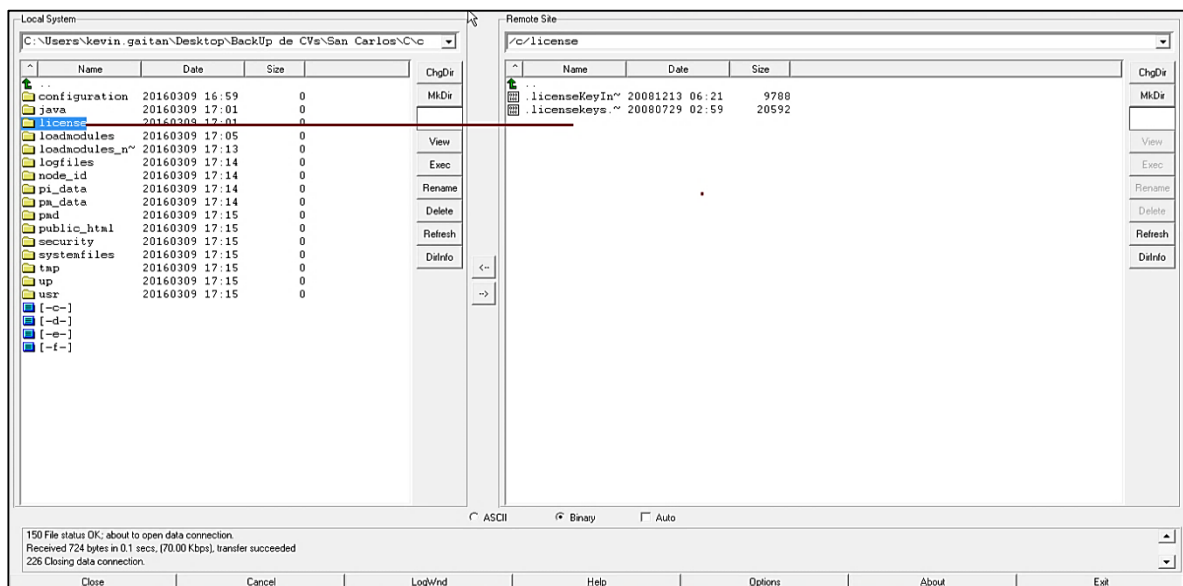 Local System
C:\Users\kevin.gaitan\Desktop\BackUp de CVs\San Carlos\C\c
^ Name Date Size
..
configuration 20160309 16:59 0
java 20160309 17:01 0
license 20160309 17:01 0
loadmodules 20160309 17:05 0
loadmodules_n~ 20160309 17:13 0
logfiles 20160309 17:14 0
node_id 20160309 17:14 0
pi_data 20160309 17:14 0
pm_data 20160309 17:14 0
pmd 20160309 17:15 0
public_html 20160309 17:15 0
security 20160309 17:15 0
systemfiles 20160309 17:15 0
tmp 20160309 17:15 0
up 20160309 17:15 0
usr 20160309 17:15 0
[-c-]
[-d-]
[-e-]
[-f-]
ChgDir
MkDir
View
Exec
Rename
Delete
Refresh
DirInfo
<--
-->
Remote Site
/c/license
^ Name Date Size
..
.licenseKeyIn~ 20081213 06:21 9788
.licensekeys.~ 20080729 02:59 20592
ChgDir
MkDir
View
Exec
Rename
Delete
Refresh
DirInfo
ASCII Binary Auto
150 File status OK; about to open data connection.
Received 724 bytes in 0.1 secs, (70.00 Kbps), transfer succeeded
226 Closing data connection.
Close Cancel LogWnd Help Options About Exit